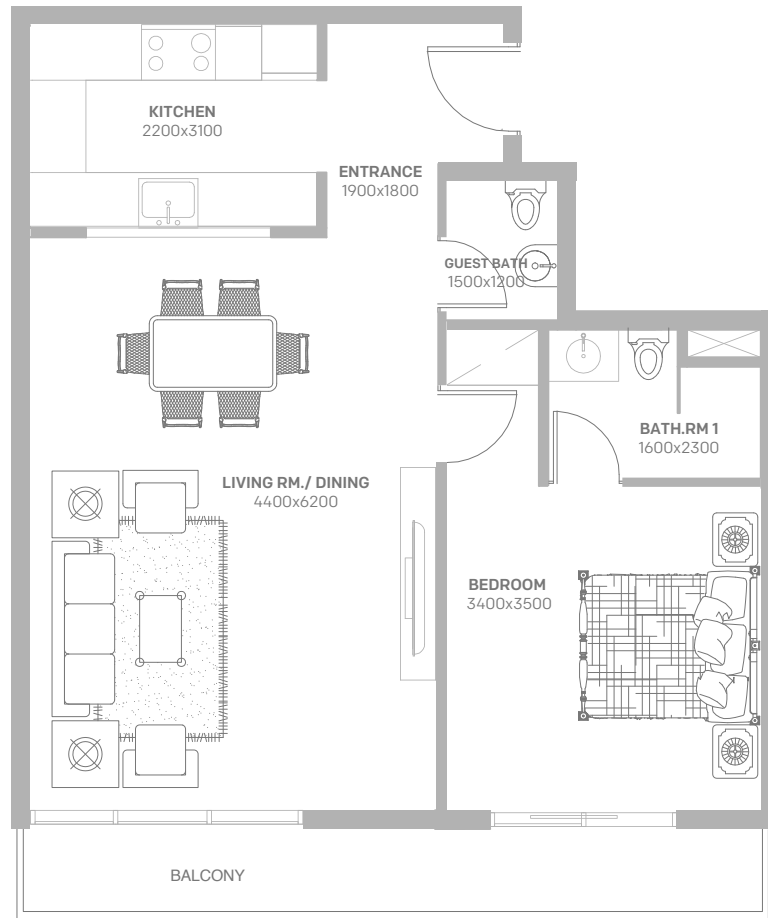 KITCHEN
2200x3100
ENTRANCE
1900x1800
GUEST BATH
1500x1200
BATH.RM 1
1600x2300
LIVING RM./ DINING
4400x6200
BEDROOM
3400x3500
BALCONY